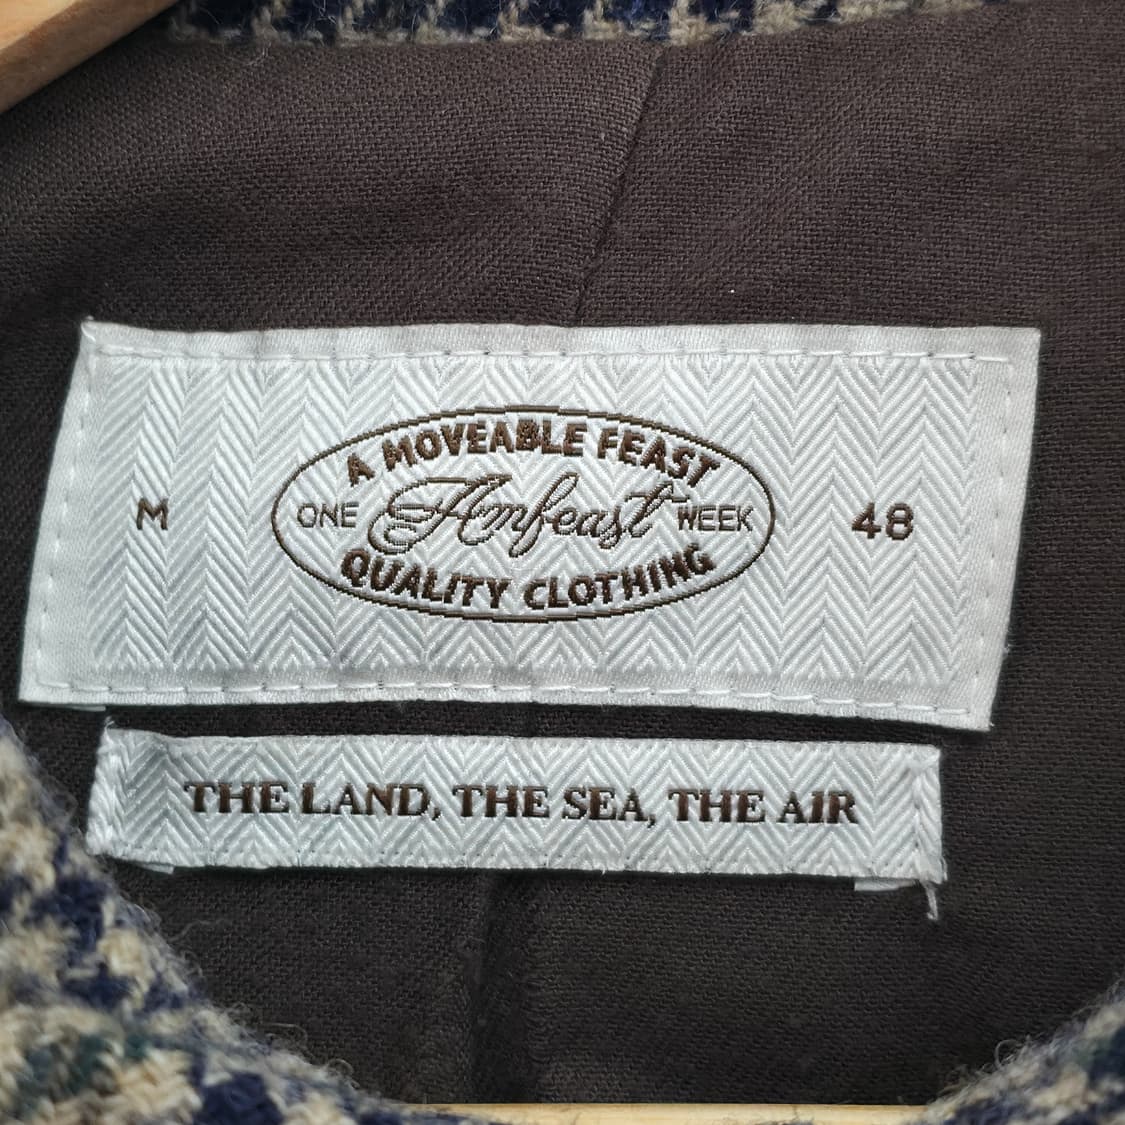 A MOVEABLE FEAST
M ONE Amfeast WEEK 48
QUALITY CLOTHING
THE LAND, THE SEA, THE AIR